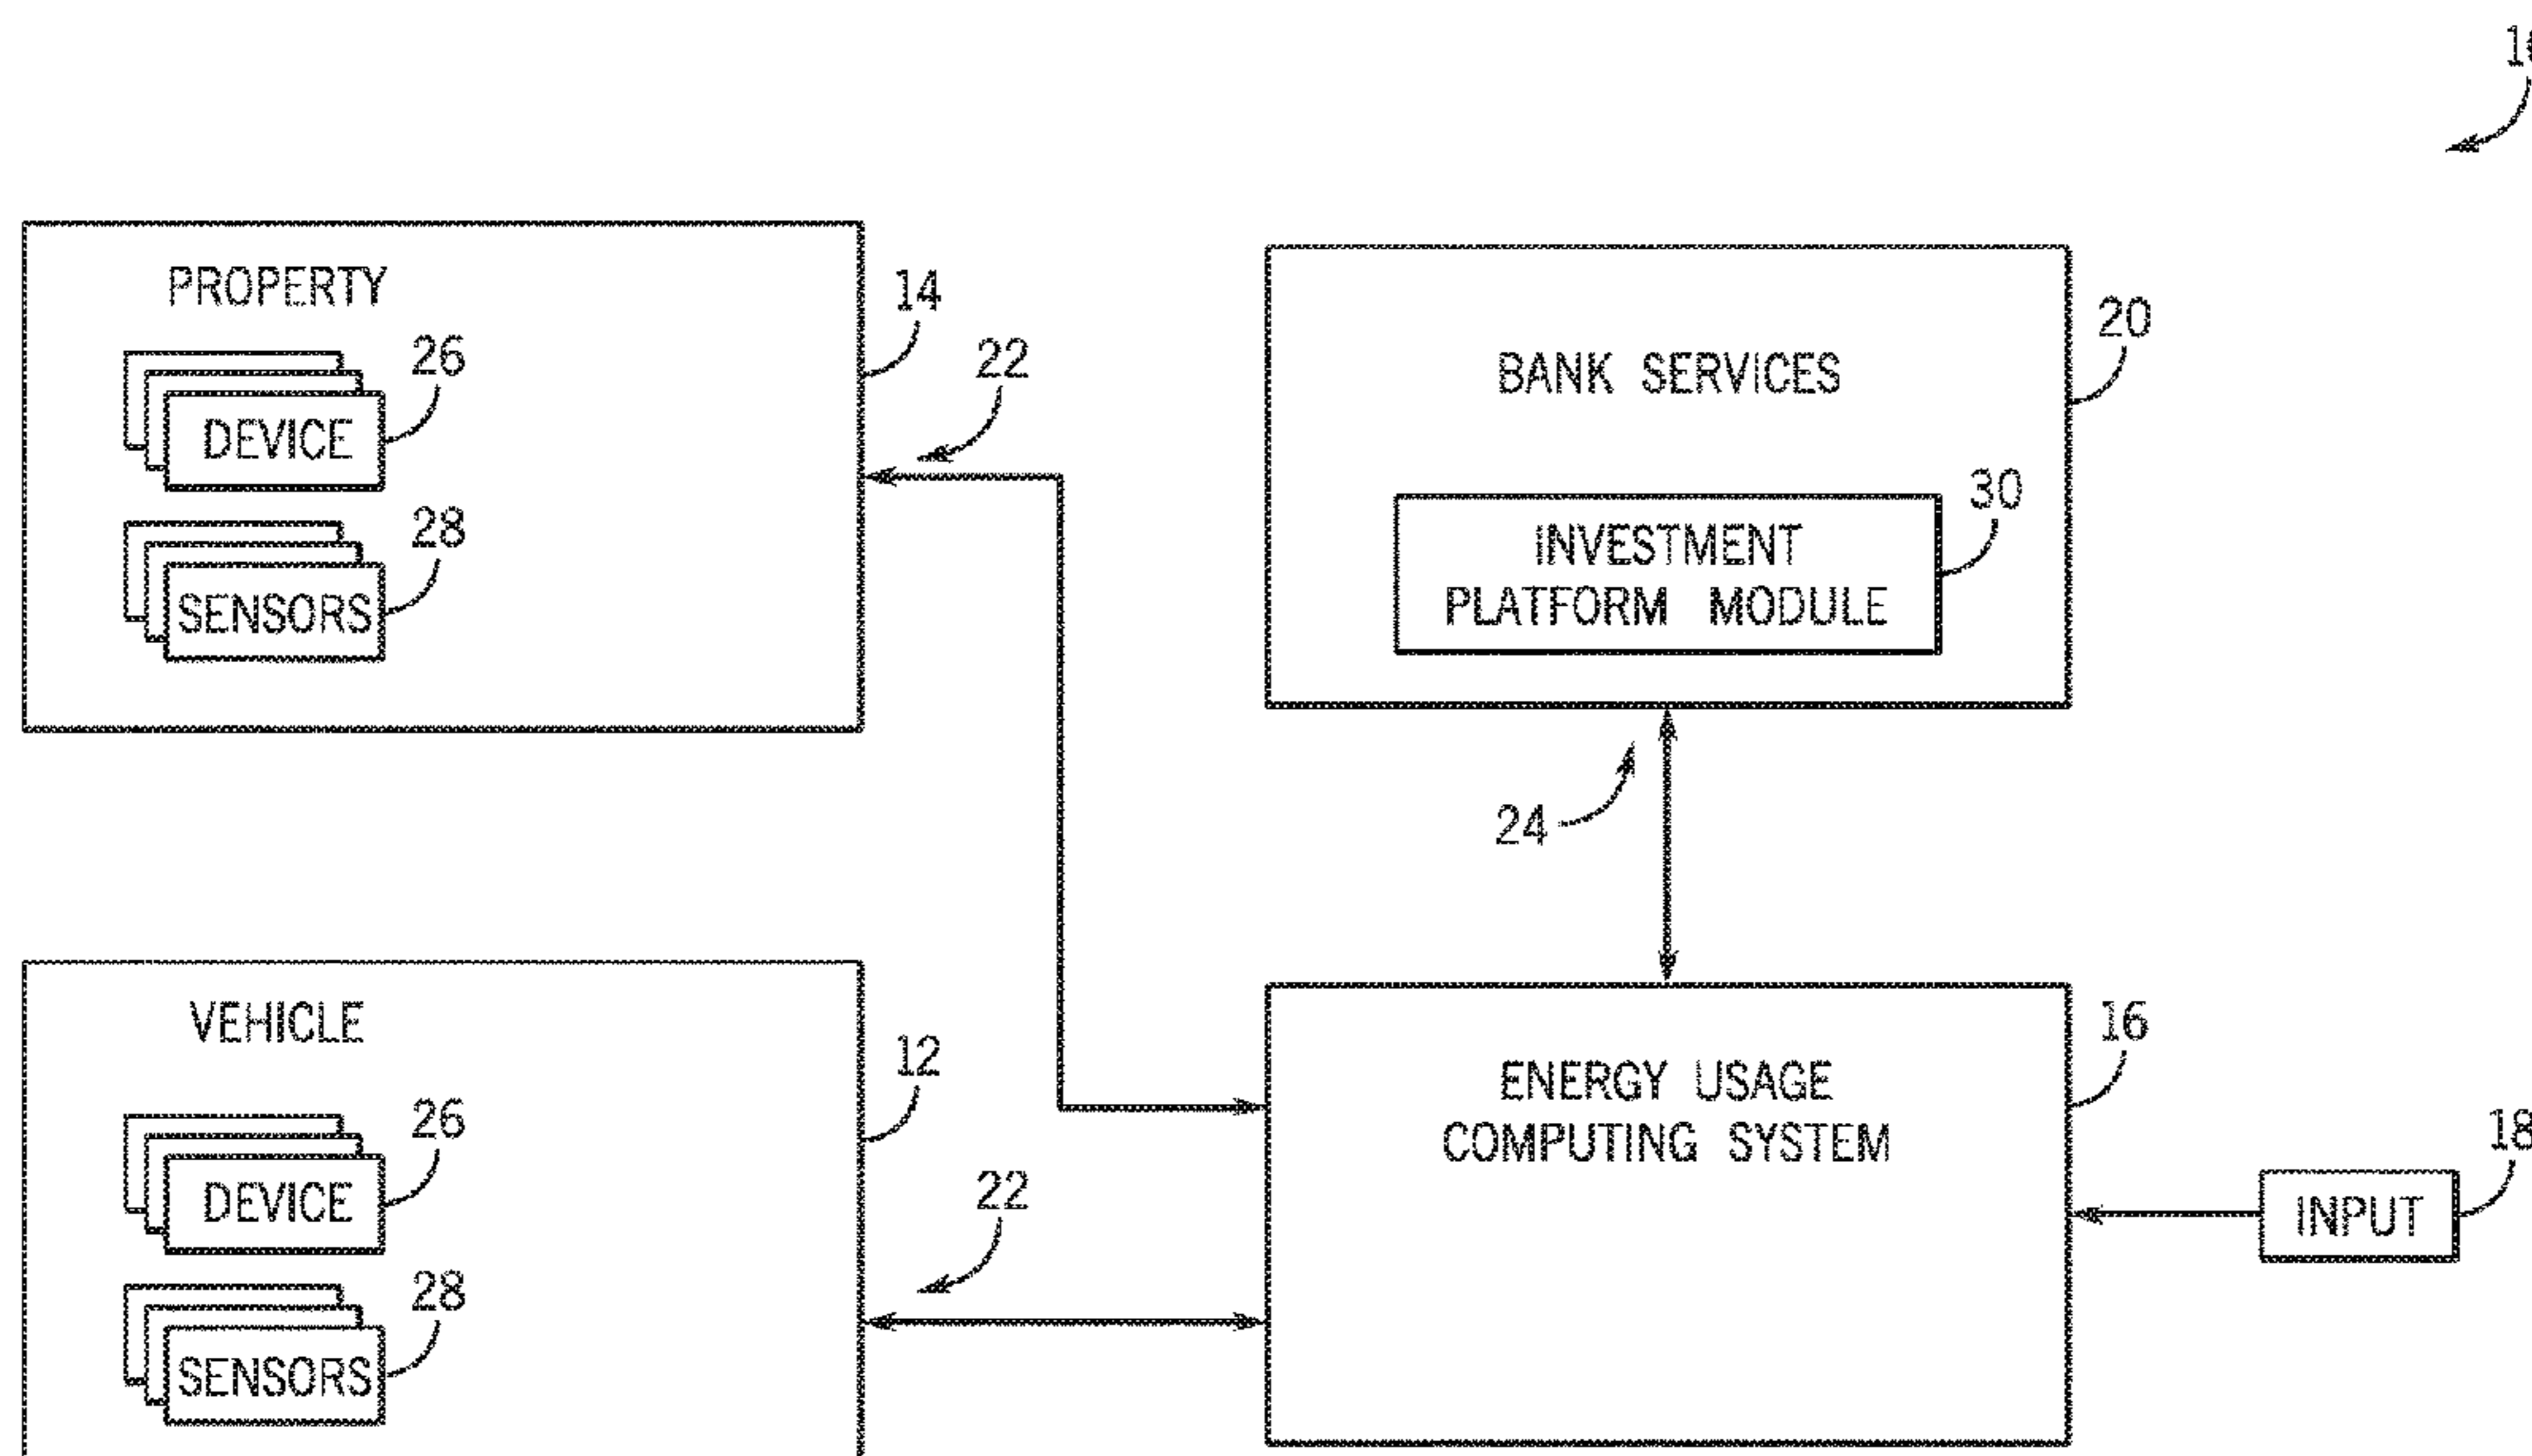 PROPERTY
14
26
DEVICE
28
SENSORS
22
BANK SERVICES
20
30
INVESTMENT
PLATFORM MODULE
24
VEHICLE
12
26
DEVICE
28
SENSORS
22
ENERGY USAGE
COMPUTING SYSTEM
16
18
INPUT